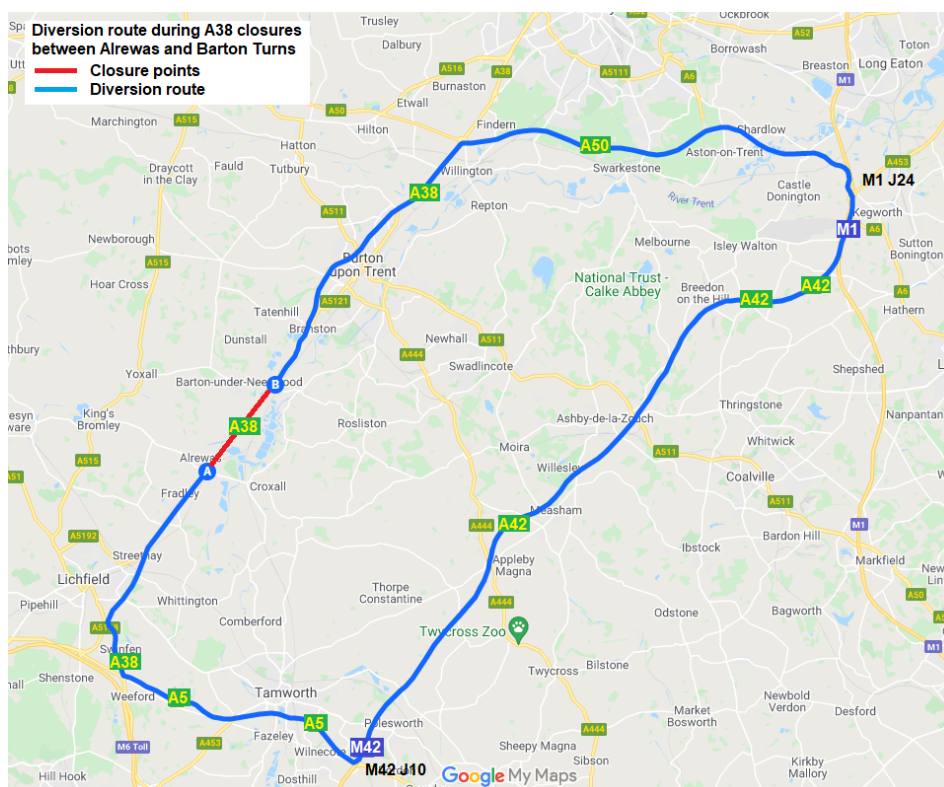 Diversion route during A38 closures
between Alrewas and Barton Turns
Closure points
Diversion route
Trusley
Dalbury
Ockbrook
A52
Borrowash
Toton
Breaston
Long Eaton
A516
A38
A5111
A6
M1
Burnaston
Etwall
Marchington
A515
A50
Hilton
Findern
Shardlow
Hatton
A50
Aston-on-Trent
A453
Draycott
in the Clay
Fauld
Tutbury
Willington
Swarkestone
M1 J24
A38
Castle
Donington
Repton
River Trent
Kegworth
A511
M1
A6
Newborough
Melbourne
Isley Walton
Sutton
Bonington
A515
Burton
upon Trent
National Trust -
Calke Abbey
Hoar Cross
Breedon
on the Hill
A42
A42
A6
A5121
Hathern
Tatenhill
Branston
Newhall
A511
Dunstall
A444
Swadlincote
Shepshed
Yoxall
B
Barton-under-Needwood
Thringstone
King's
Bromley
A38
Rosliston
Ashby-de-la-Zouch
Nanpantan
Moira
Whitwick
A515
Alrewas
A
Willesley
A511
A51
Croxall
Coalville
Fradley
A511
Measham
A444
A42
M1
A5192
Bardon Hill
Streethay
Ibstock
Appleby
Magna
Markfield
Lichfield
Thorpe
Constantine
Whittington
A444
A50
Pipehill
Odstone
Bagworth
Comberford
Twycross Zoo
M1
Swinfen
A38
Bilstone
Shenstone
Twycross
Weeford
A5
Tamworth
Newbold
Verdon
Desford
Market
Bosworth
A5
Polesworth
A444
A453
Fazeley
M6 Toll
Wilnecote
M42
Sheepy Magna
Sibson
Kirkby
Mallory
Hill Hook
Dosthill
M42 J10
Google My Maps